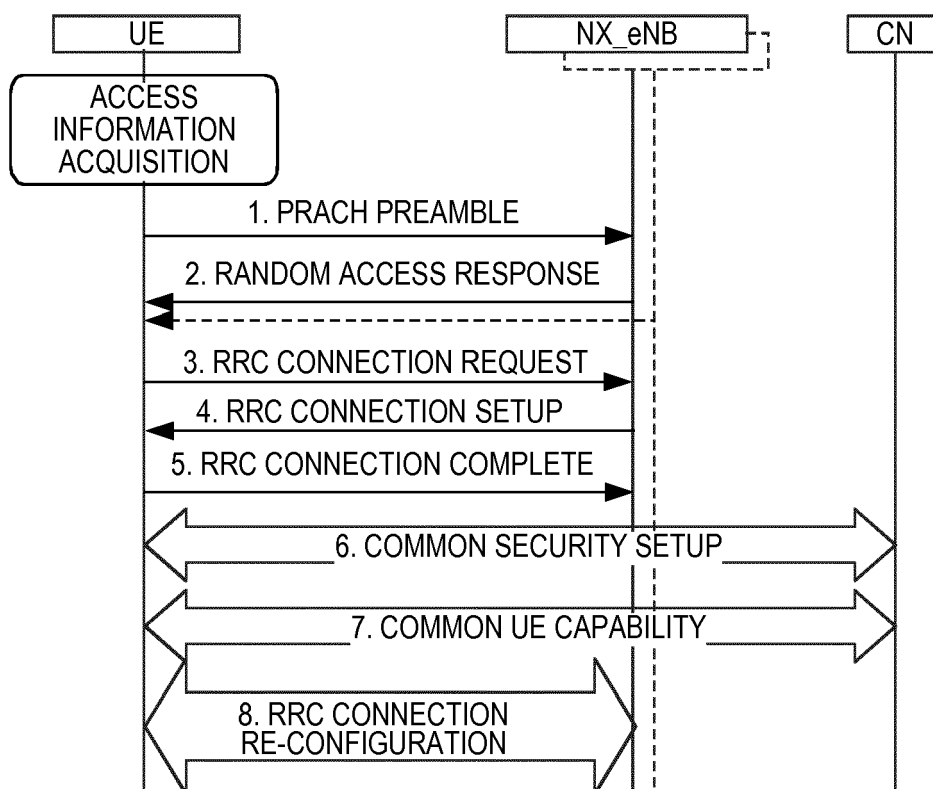 UE
NX_eNB
CN
ACCESS
INFORMATION
ACQUISITION
1. PRACH PREAMBLE
2. RANDOM ACCESS RESPONSE
3. RRC CONNECTION REQUEST
4. RRC CONNECTION SETUP
5. RRC CONNECTION COMPLETE
6. COMMON SECURITY SETUP
7. COMMON UE CAPABILITY
8. RRC CONNECTION
RE-CONFIGURATION